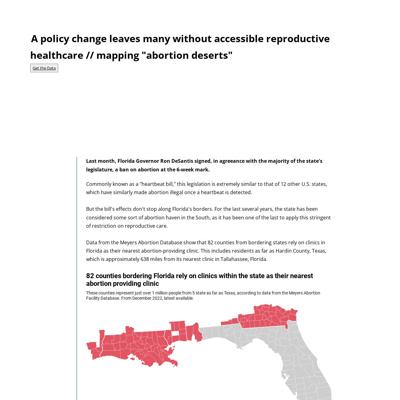 A policy change leaves many without accessible reproductive
healthcare // mapping "abortion deserts"
Get the Data
Last month, Florida Governor Ron DeSantis signed, in agreeance with the majority of the state's
legislature, a ban on abortion at the 6-week mark.
Commonly known as a "heartbeat bill," this legislation is extremely similar to that of 12 other U.S. states,
which have similarly made abortion illegal once a heartbeat is detected.
But the bill's effects don't stop along Florida's borders. For the last several years, the state has been
considered some sort of abortion haven in the South, as it has been one of the last to apply this stringent
of restriction on reproductive care.
Data from the Meyers Abortion Database show that 82 counties from bordering states rely on clinics in
Florida as their nearest abortion-providing clinic. This includes residents as far as Hardin County, Texas,
which is approximately 638 miles from its nearest clinic in Tallahassee, Florida.
82 counties bordering Florida rely on clinics within the state as their nearest
abortion providing clinic
These counties represent just over 1 million people from 5 state as far as Texas, according to data from the Meyers Abortion
Facility Database. From December 2022, latest available.